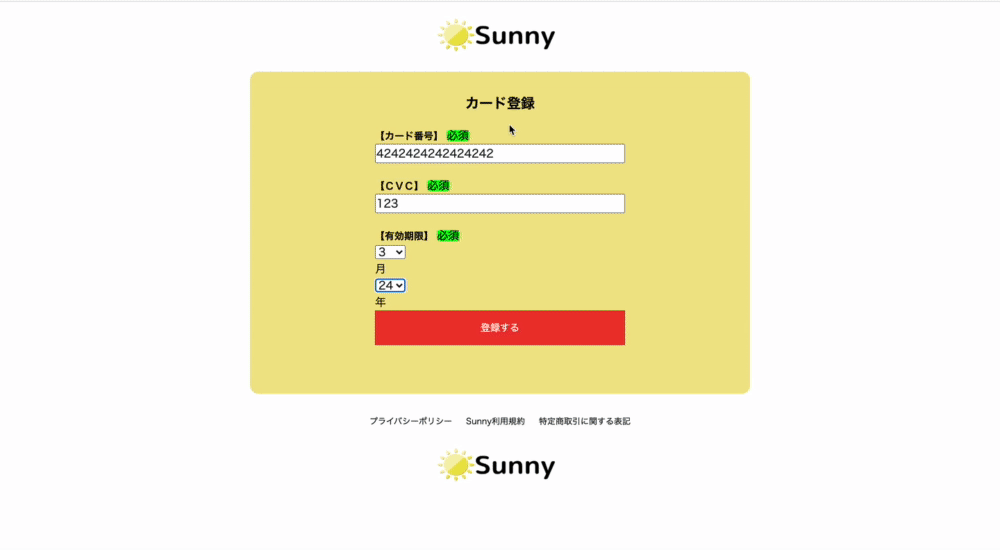 Sunny
カード登録
【カード番号】 必須
4242424242424242
【ＣＶＣ】 必須
123
【有効期限】 必須
3
月
24
年
登録する
プライバシーポリシー Sunny利用規約 特定商取引に関する表記
Sunny